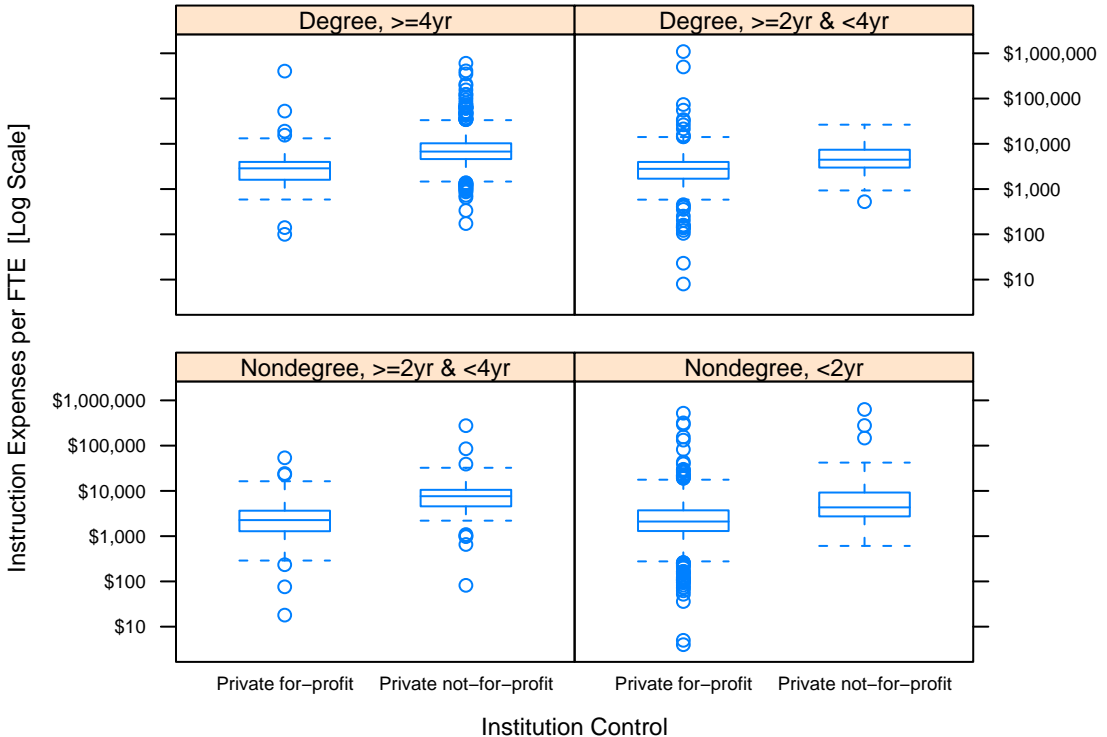 Degree, >=4yr
Degree, >=2yr & <4yr
$1,000,000
$100,000
$10,000
$1,000
$100
$10
Instruction Expenses per FTE [Log Scale]
Nondegree, >=2yr & <4yr
Nondegree, <2yr
$1,000,000
$100,000
$10,000
$1,000
$100
$10
Private for−profit
Private not−for−profit
Private for−profit
Private not−for−profit
Institution Control